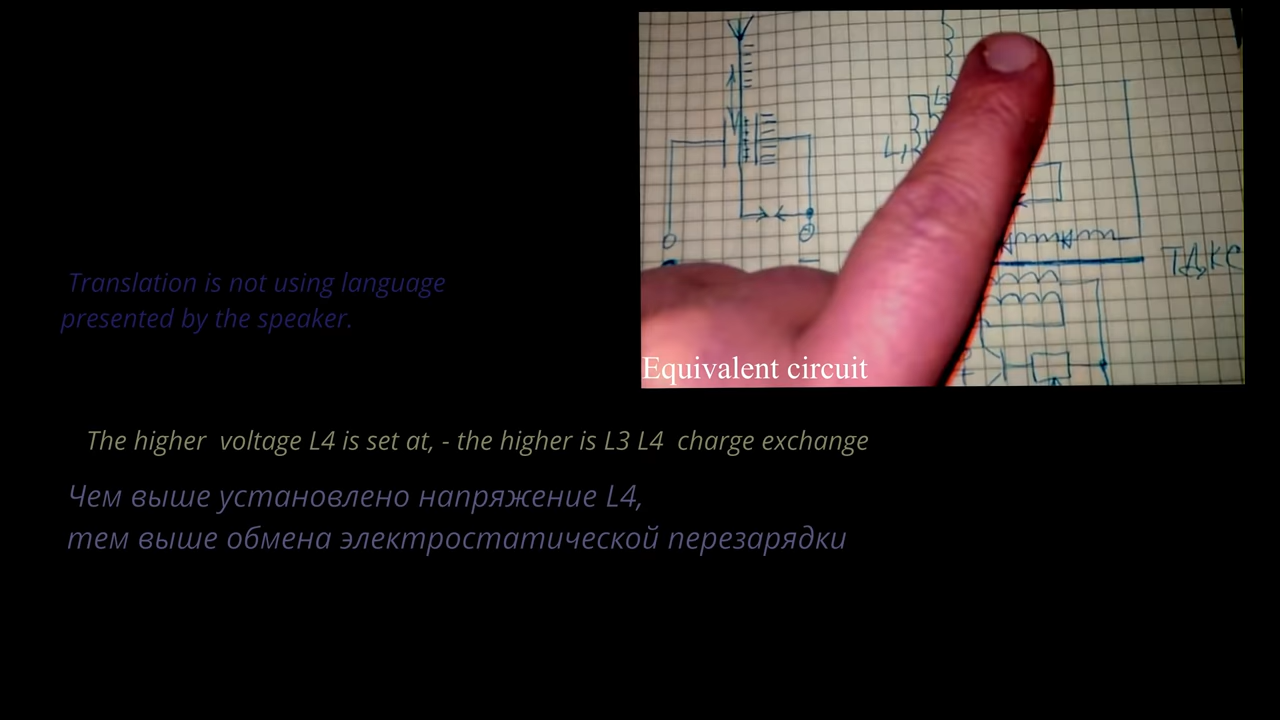 L1
ТДКС
Equivalent circuit
Translation is not using language
presented by the speaker.
The higher voltage L4 is set at, - the higher is L3 L4 charge exchange
Чем выше установлено напряжение L4,
тем выше обмена электростатической перезарядки